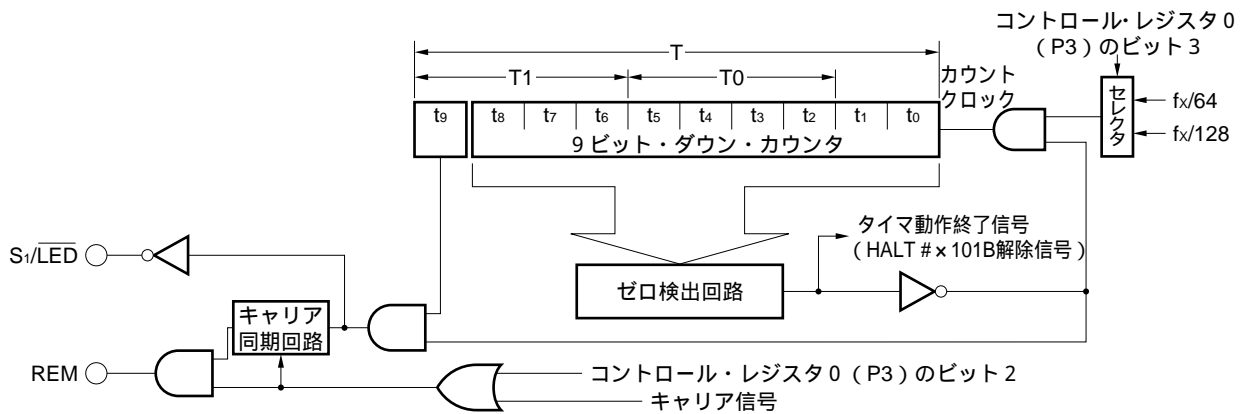 コントロール・レジスタ 0
( P3 ) のビット 3
T
T1
T0
カウント
クロック
セレクタ
fX/64
fX/128
t9
t8
t7
t6
t5
t4
t3
t2
t1
t0
9 ビット・ダウン・カウンタ
タイマ動作終了信号
( HALT #×101B解除信号 )
S1/LED
ゼロ検出回路
キャリア
同期回路
REM
コントロール・レジスタ 0 ( P3 ) のビット 2
キャリア信号